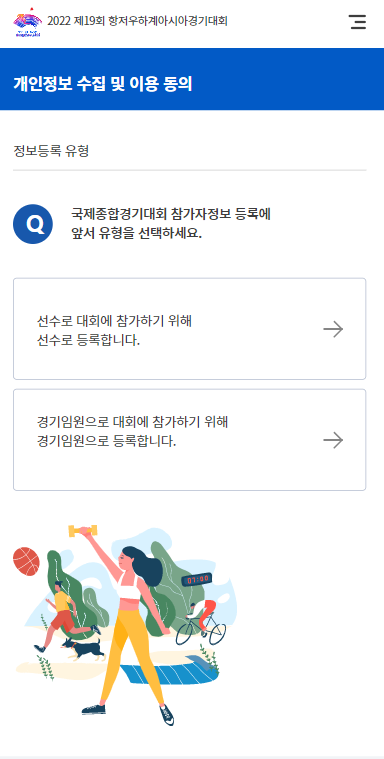 2022 제19회 항저우하계아시아경기대회
개인정보 수집 및 이용 동의
정보등록 유형
Q
국제종합경기대회 참가자정보 등록에
앞서 유형을 선택하세요.
선수로 대회에 참가하기 위해
선수로 등록합니다.
경기임원으로 대회에 참가하기 위해
경기임원으로 등록합니다.